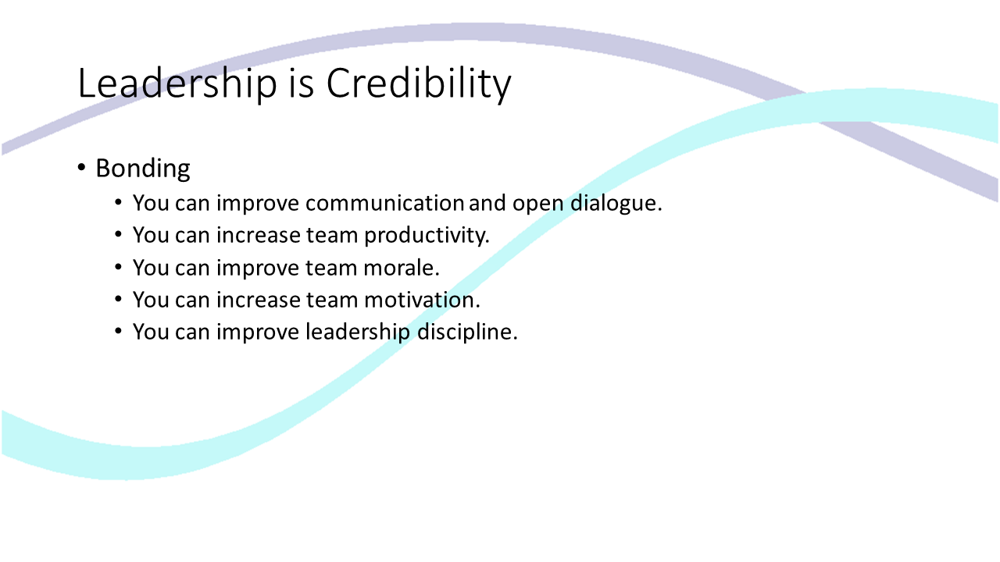 Leadership is Credibility
• Bonding
• You can improve communication and open dialogue.
• You can increase team productivity.
• You can improve team morale.
• You can increase team motivation.
• You can improve leadership discipline.